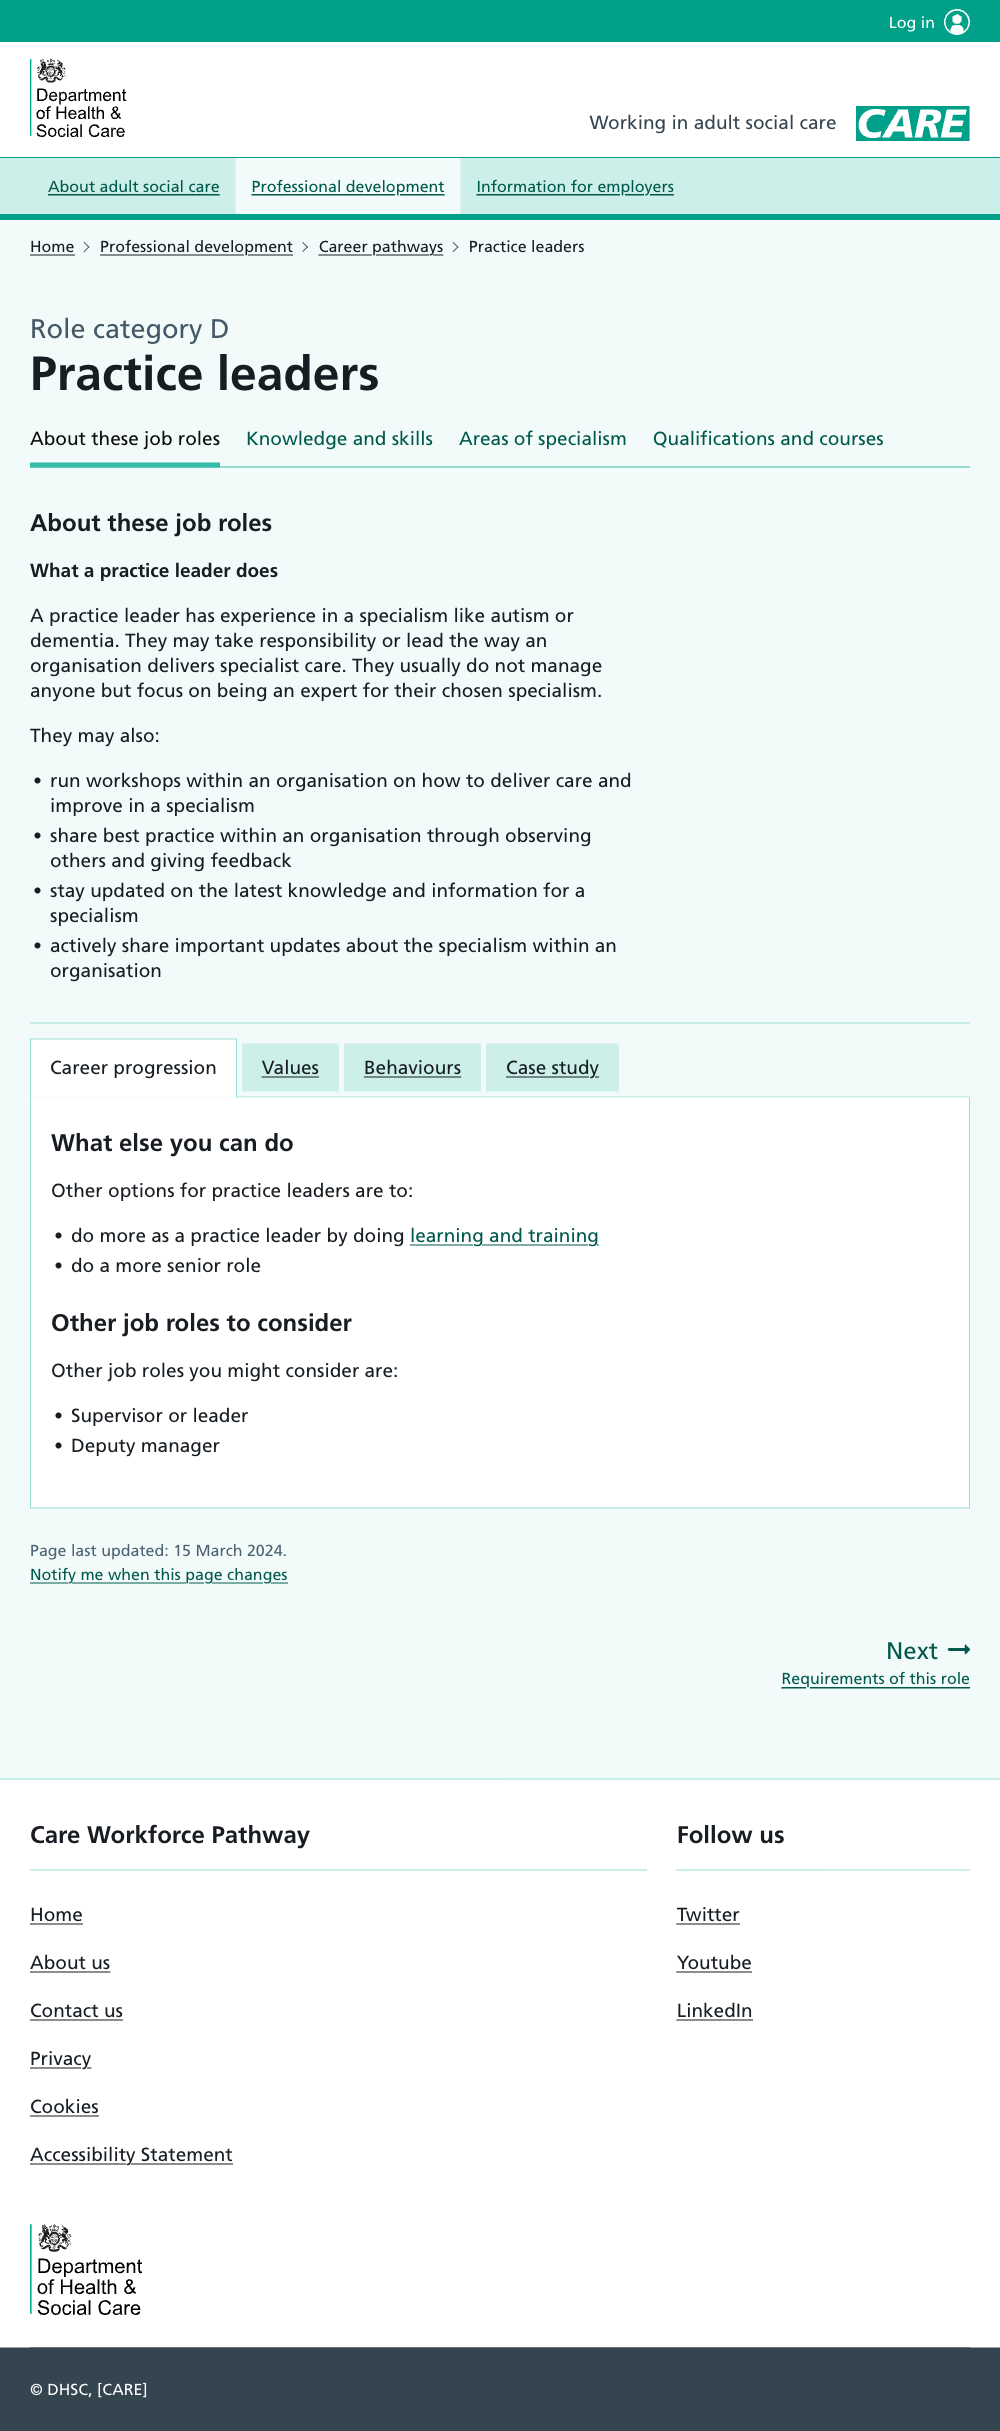 Log in
Department
of Health &
Social Care
Working in adult social care
CARE
About adult social care
Professional development
Information for employers
Home
Professional development
Career pathways
Practice leaders
Role category D
Practice leaders
About these job roles
Knowledge and skills
Areas of specialism
Qualifications and courses
About these job roles
What a practice leader does
A practice leader has experience in a specialism like autism or
dementia. They may take responsibility or lead the way an
organisation delivers specialist care. They usually do not manage
anyone but focus on being an expert for their chosen specialism.
They may also:
• run workshops within an organisation on how to deliver care and
improve in a specialism
• share best practice within an organisation through observing
others and giving feedback
• stay updated on the latest knowledge and information for a
specialism
• actively share important updates about the specialism within an
organisation
Career progression
Values
Behaviours
Case study
What else you can do
Other options for practice leaders are to:
• do more as a practice leader by doing learning and training
• do a more senior role
Other job roles to consider
Other job roles you might consider are:
• Supervisor or leader
• Deputy manager
Page last updated: 15 March 2024.
Notify me when this page changes
Next
Requirements of this role
Care Workforce Pathway
Home
About us
Contact us
Privacy
Cookies
Accessibility Statement
Follow us
Twitter
Youtube
LinkedIn
Department
of Health &
Social Care
© DHSC, [CARE]